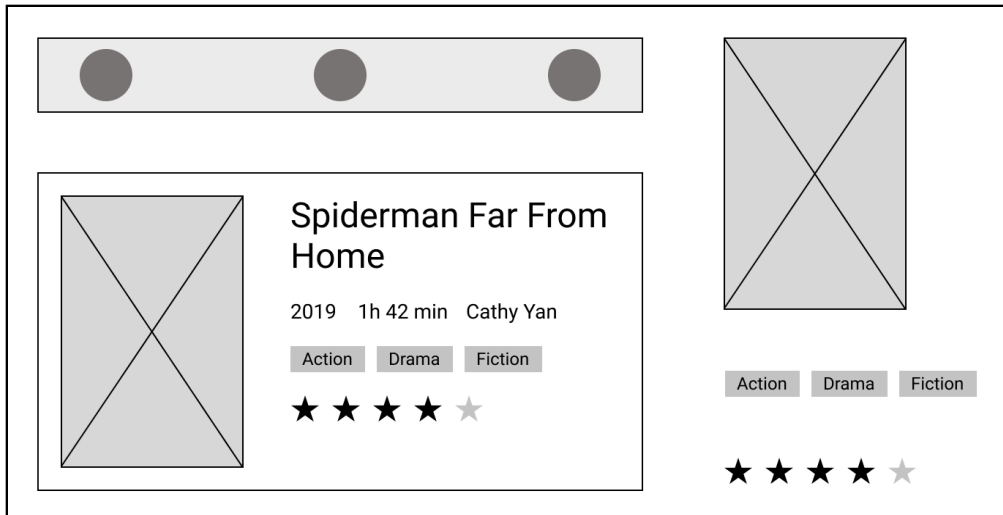 Spiderman Far From
Home
2019 1h 42 min Cathy Yan
Action Drama Fiction
Action Drama Fiction